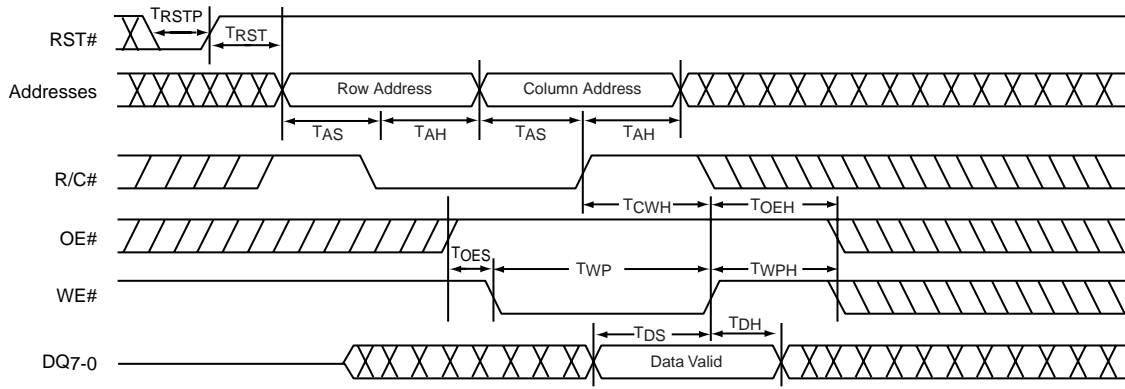 TRSTP
RST#
TRST
Addresses
Row Address
Column Address
TAS
TAH
TAS
TAH
R/C#
TCWH
TOEH
OE#
TOES
TWP
TWPH
WE#
TDS
TDH
DQ7-0
Data Valid